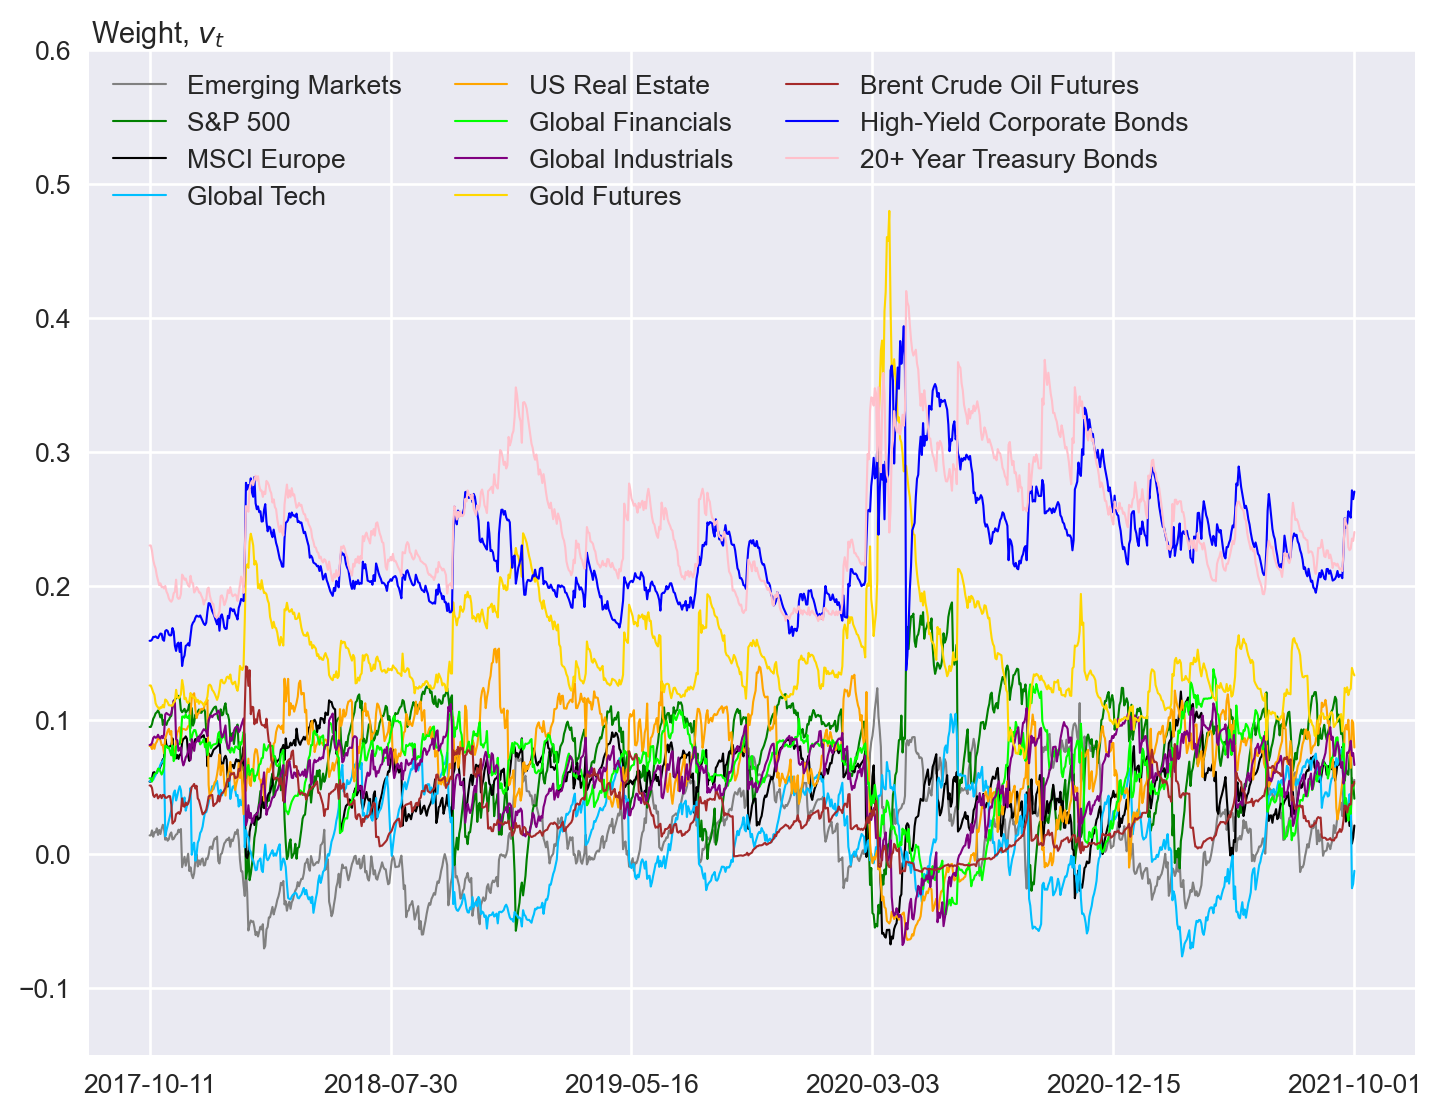 Weight, vₜ
0.6
0.5
0.4
0.3
0.2
0.1
0.0
−0.1
Emerging Markets
S&P 500
MSCI Europe
Global Tech
US Real Estate
Global Financials
Global Industrials
Gold Futures
Brent Crude Oil Futures
High-Yield Corporate Bonds
20+ Year Treasury Bonds
2017-10-11
2018-07-30
2019-05-16
2020-03-03
2020-12-15
2021-10-01